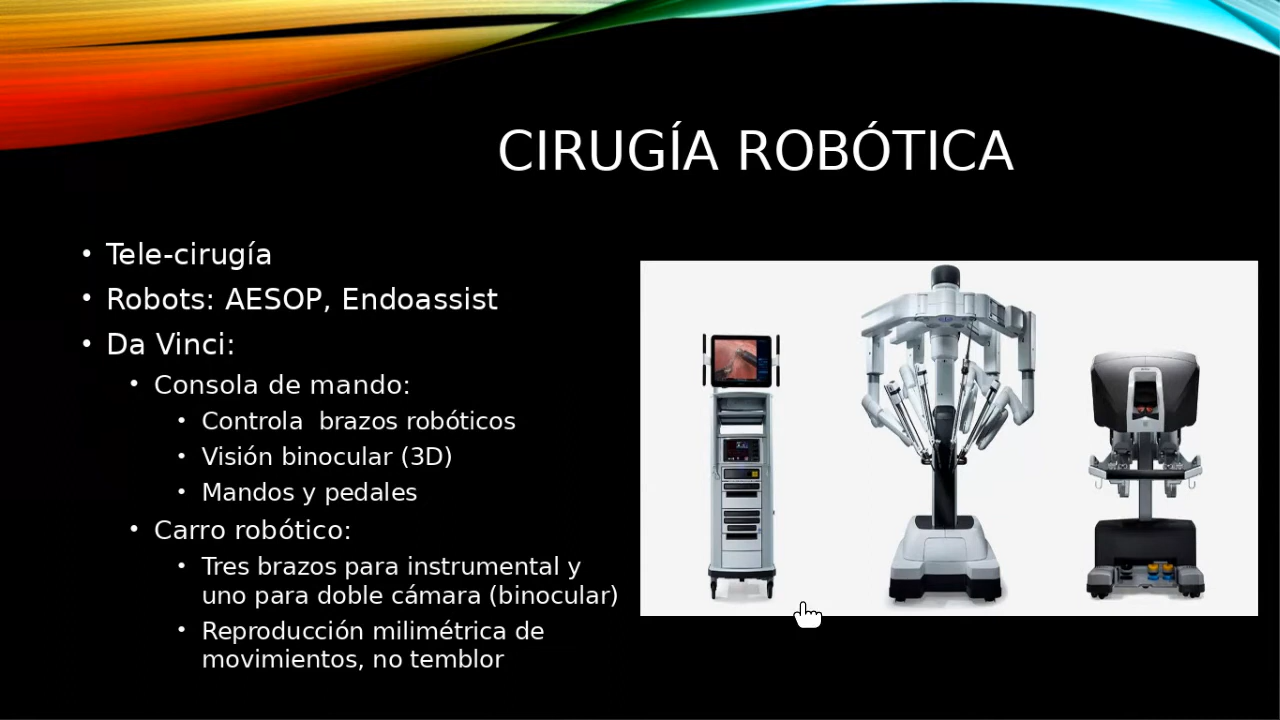 CIRUGÍA ROBÓTICA
• Tele-cirugía
• Robots: AESOP, Endoassist
• Da Vinci:
• Consola de mando:
• Controla  brazos robóticos
• Visión binocular (3D)
• Mandos y pedales
• Carro robótico:
• Tres brazos para instrumental y
uno para doble cámara (binocular)
• Reproducción milimétrica de
movimientos, no temblor